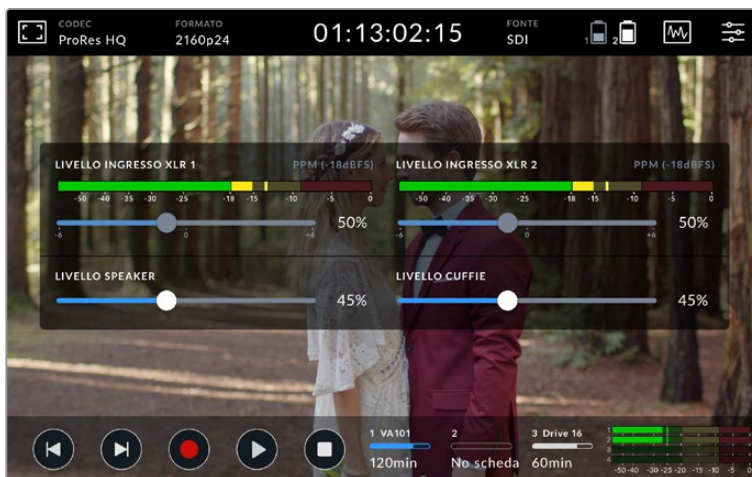 CODEC
ProRes HQ
FORMATO
2160p24
01:13:02:15
FONTE
SDI
1
2
LIVELLO INGRESSO XLR 1
PPM (-18dBFS)
-50 -40 -35 -30 -25 -18 -15 -10 -5 0
50%
-6 0 +6
LIVELLO INGRESSO XLR 2
PPM (-18dBFS)
-50 -40 -35 -30 -25 -18 -15 -10 -5 0
50%
-6 0 +6
LIVELLO SPEAKER
45%
LIVELLO CUFFIE
45%
1 VA101
120min
2
No scheda
3 Drive 16
60min
1
2
3
4
-50 -40 -30 -25 -20 -15 -10 -5 0